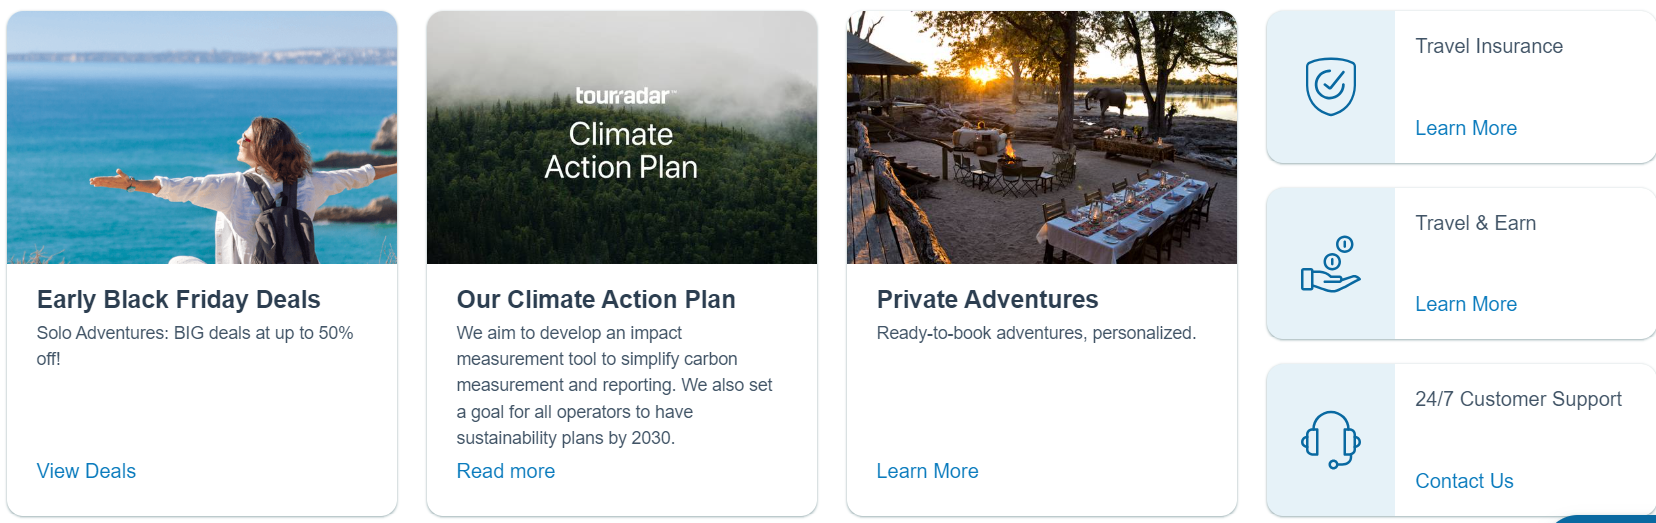 tourradar™
Climate
Action Plan
Early Black Friday Deals
Solo Adventures: BIG deals at up to 50%
off!
View Deals
Our Climate Action Plan
We aim to develop an impact
measurement tool to simplify carbon
measurement and reporting. We also set
a goal for all operators to have
sustainability plans by 2030.
Read more
Private Adventures
Ready-to-book adventures, personalized.
Learn More
Travel Insurance
Learn More
Travel & Earn
Learn More
24/7 Customer Support
Contact Us